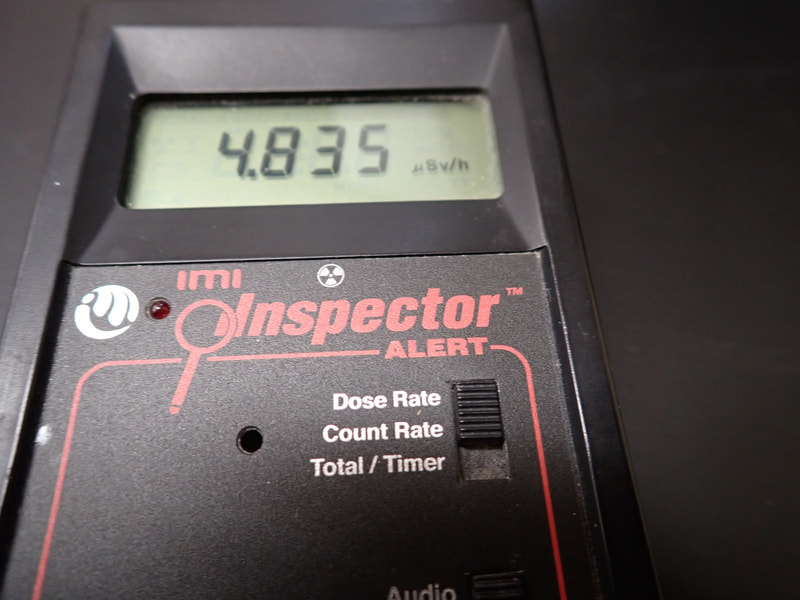 4.835 μSv/h
imi
Inspector™
ALERT
Dose Rate
Count Rate
Total / Timer
Audio